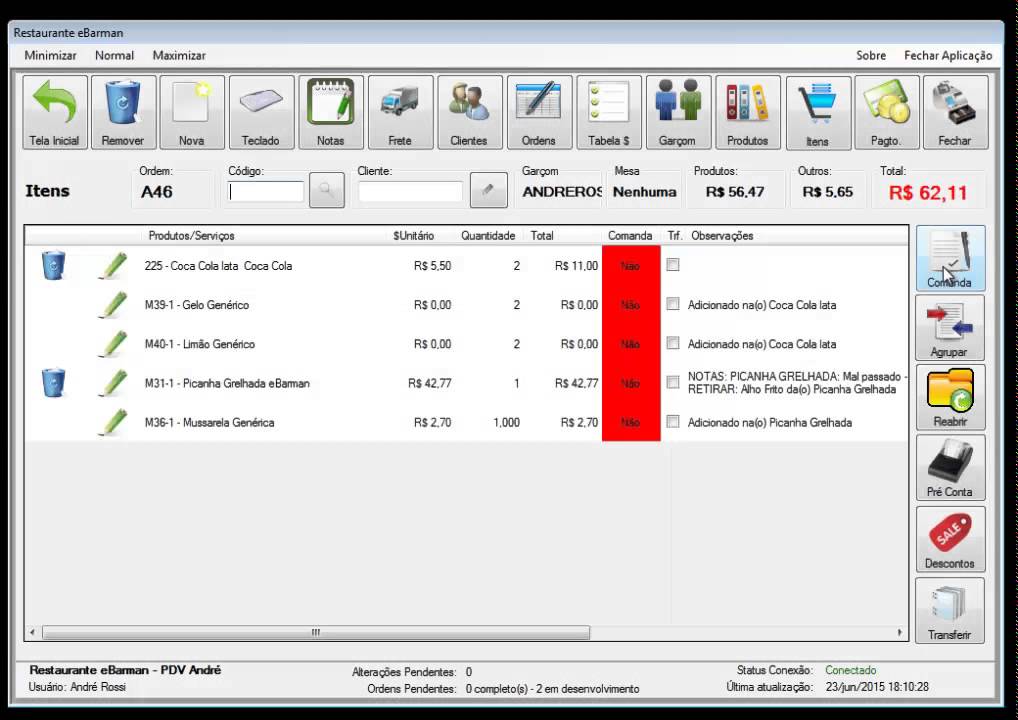 Restaurante eBarman
Minimizar Normal Maximizar Sobre Fechar Aplicação
Tela Inicial Remover Nova Teclado Notas Frete Clientes Ordens Tabela $ Garçom Produtos Itens Pagto. Fechar
Ordem: Código: Cliente: Garçom Mesa Produtos: Outros: Total:
Itens A46 ANDREROS Nenhuma R$ 56,47 R$ 5,65 R$ 62,11
Produtos/Serviços $Unitário Quantidade Total Comanda Trf. Observações
225 - Coca Cola lata Coca Cola R$ 5,50 2 R$ 11,00 Não
M39-1 - Gelo Genérico R$ 0,00 2 R$ 0,00 Não Adicionado na(o) Coca Cola lata
M40-1 - Limão Genérico R$ 0,00 2 R$ 0,00 Não Adicionado na(o) Coca Cola lata
M31-1 - Picanha Grelhada eBarman R$ 42,77 1 R$ 42,77 Não NOTAS: PICANHA GRELHADA: Mal passado -
RETIRAR: Alho Frito da(o) Picanha Grelhada
M36-1 - Mussarela Genérica R$ 2,70 1,000 R$ 2,70 Não Adicionado na(o) Picanha Grelhada
Comanda
Agrupar
Reabrir
Pré Conta
SALE
Descontos
Transferir
Restaurante eBarman - PDV André Alterações Pendentes: 0 Status Conexão: Conectado
Usuário: André Rossi Ordens Pendentes: 0 completo(s) - 2 em desenvolvimento Última atualização: 23/jun/2015 18:10:28